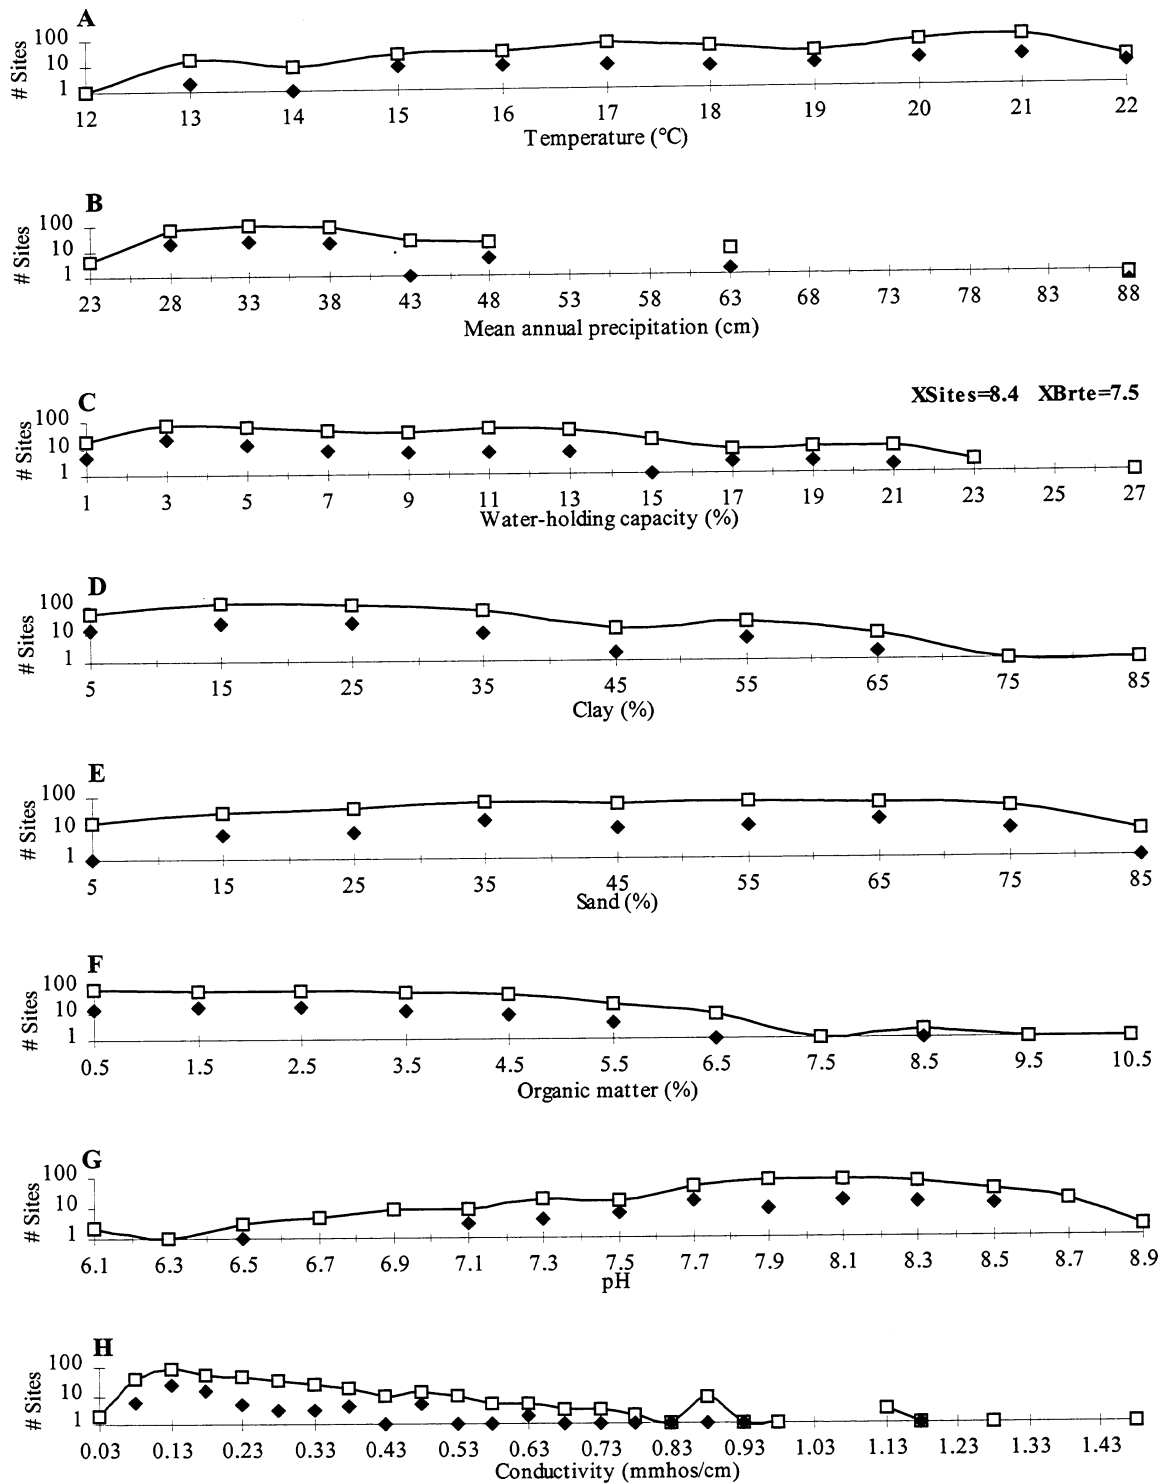 A
# Sites
100
10
1
12 13 14 15 16 17 18 19 20 21 22
Temperature (°C)
B
# Sites
100
10
1
23 28 33 38 43 48 53 58 63 68 73 78 83 88
Mean annual precipitation (cm)
C
XSites=8.4 XBrte=7.5
# Sites
100
10
1
1 3 5 7 9 11 13 15 17 19 21 23 25 27
Water-holding capacity (%)
D
# Sites
100
10
1
5 15 25 35 45 55 65 75 85
Clay (%)
E
# Sites
100
10
1
5 15 25 35 45 55 65 75 85
Sand (%)
F
# Sites
100
10
1
0.5 1.5 2.5 3.5 4.5 5.5 6.5 7.5 8.5 9.5 10.5
Organic matter (%)
G
# Sites
100
10
1
6.1 6.3 6.5 6.7 6.9 7.1 7.3 7.5 7.7 7.9 8.1 8.3 8.5 8.7 8.9
pH
H
# Sites
100
10
1
0.03 0.13 0.23 0.33 0.43 0.53 0.63 0.73 0.83 0.93 1.03 1.13 1.23 1.33 1.43
Conductivity (mmhos/cm)